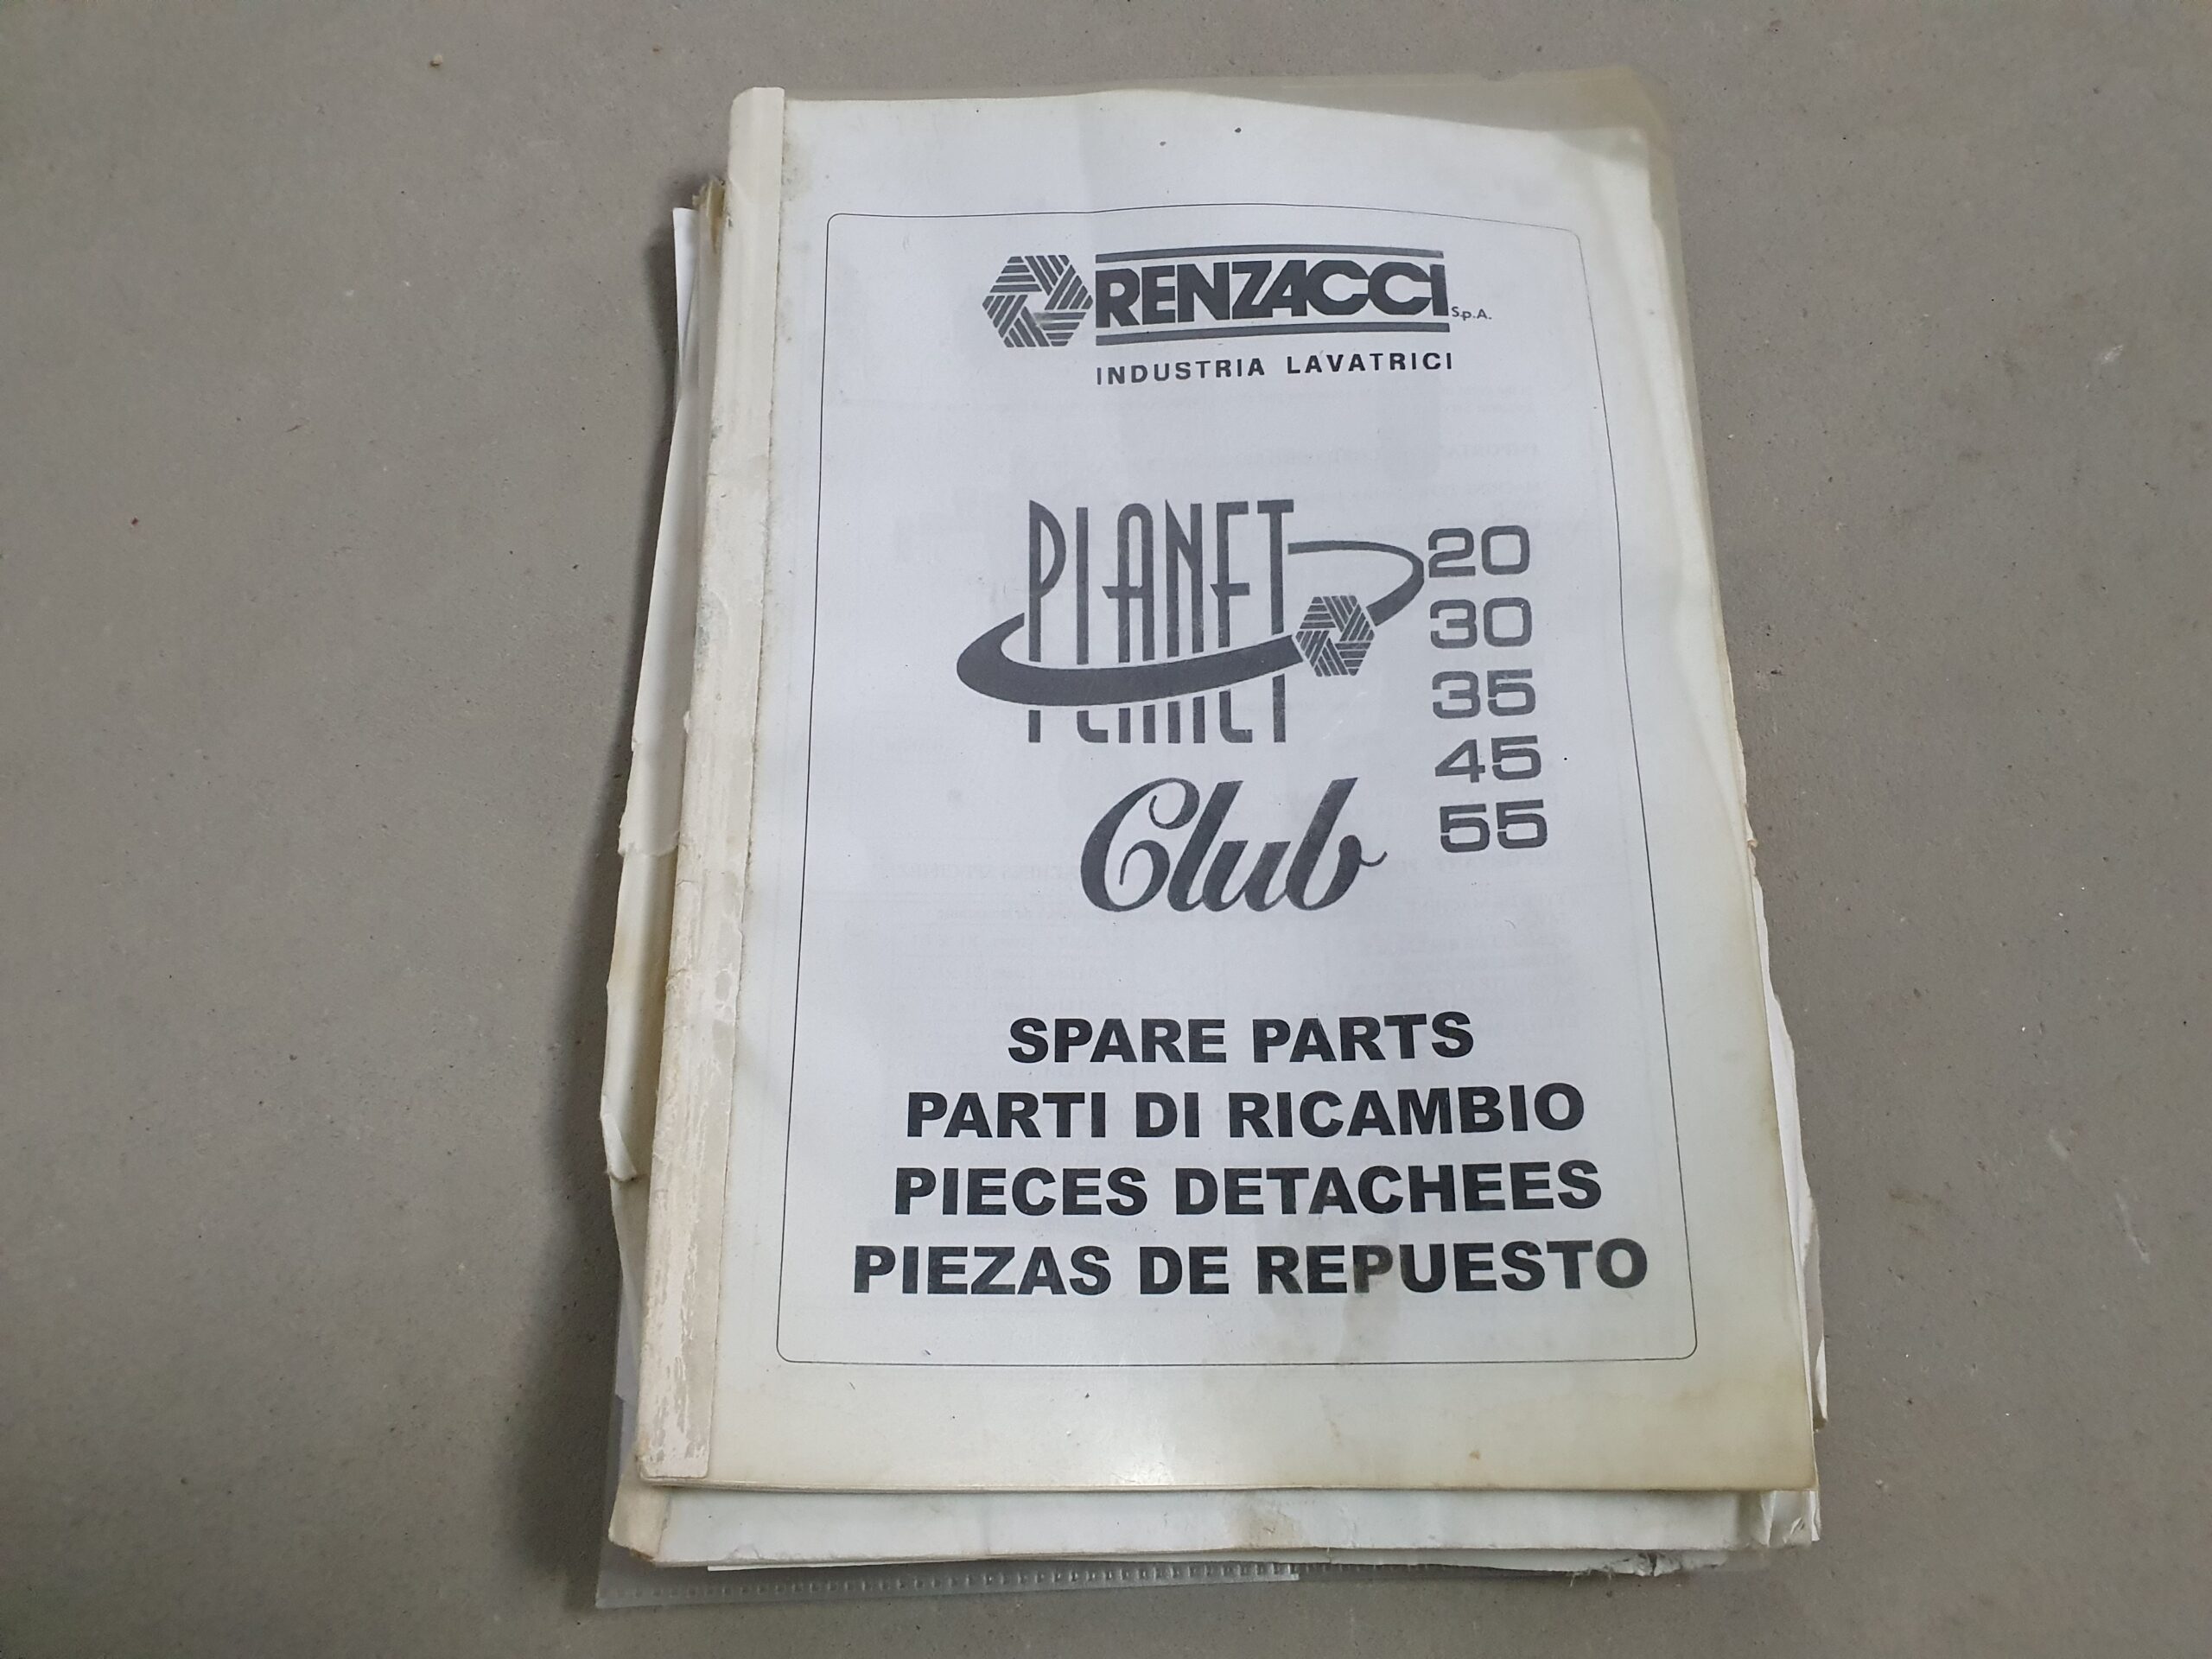 RENZACCI S.p.A.
INDUSTRIA LAVATRICI
PLANET
20
30
35
45
55
Club
SPARE PARTS
PARTI DI RICAMBIO
PIECES DETACHEES
PIEZAS DE REPUESTO